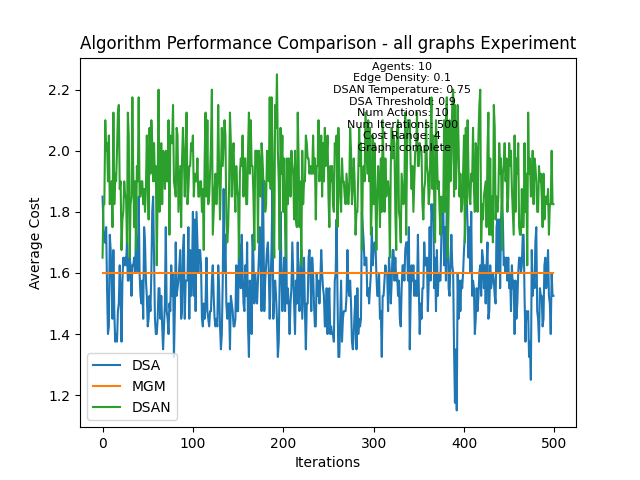 Algorithm Performance Comparison - all graphs Experiment
Agents: 10
Edge Density: 0.1
DSAN Temperature: 0.75
DSA Threshold: 0.9
Num Actions: 10
Num Iterations: 500
Cost Range: 4
Graph: complete
Average Cost
2.2
2.0
1.8
1.6
1.4
1.2
DSA
MGM
DSAN
0
100
200
300
400
500
Iterations